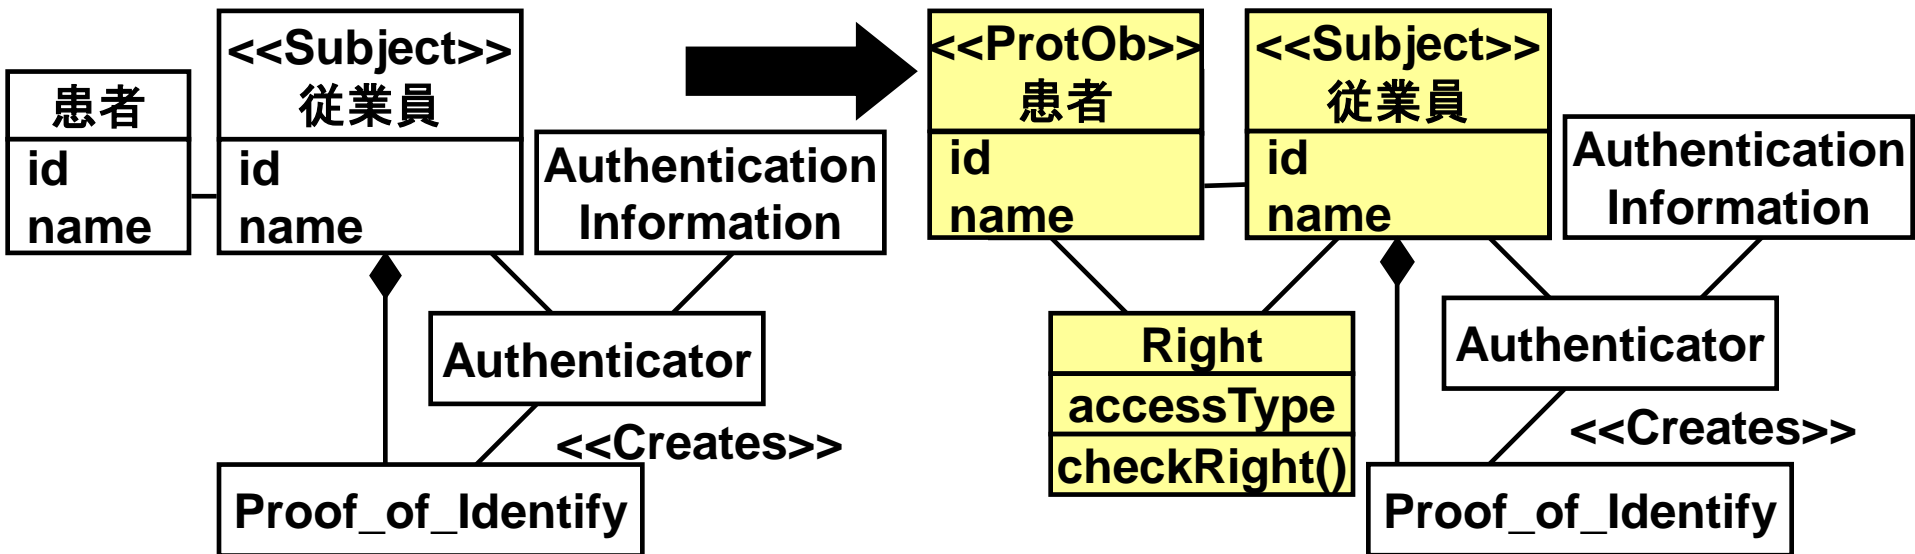 患者
id
name
<<Subject>>
従業員
id
name
Authentication
Information
Authenticator
<<Creates>>
Proof_of_Identify
<<ProtOb>>
患者
id
name
<<Subject>>
従業員
id
name
Authentication
Information
Right
accessType
checkRight()
Authenticator
<<Creates>>
Proof_of_Identify